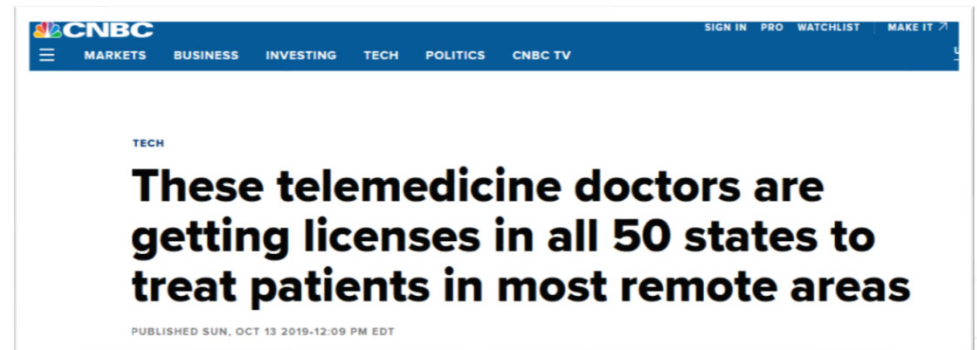 CNBC
SIGN IN PRO WATCHLIST MAKE IT
MARKETS BUSINESS INVESTING TECH POLITICS CNBC TV
TECH
These telemedicine doctors are
getting licenses in all 50 states to
treat patients in most remote areas
PUBLISHED SUN, OCT 13 2019•12:09 PM EDT